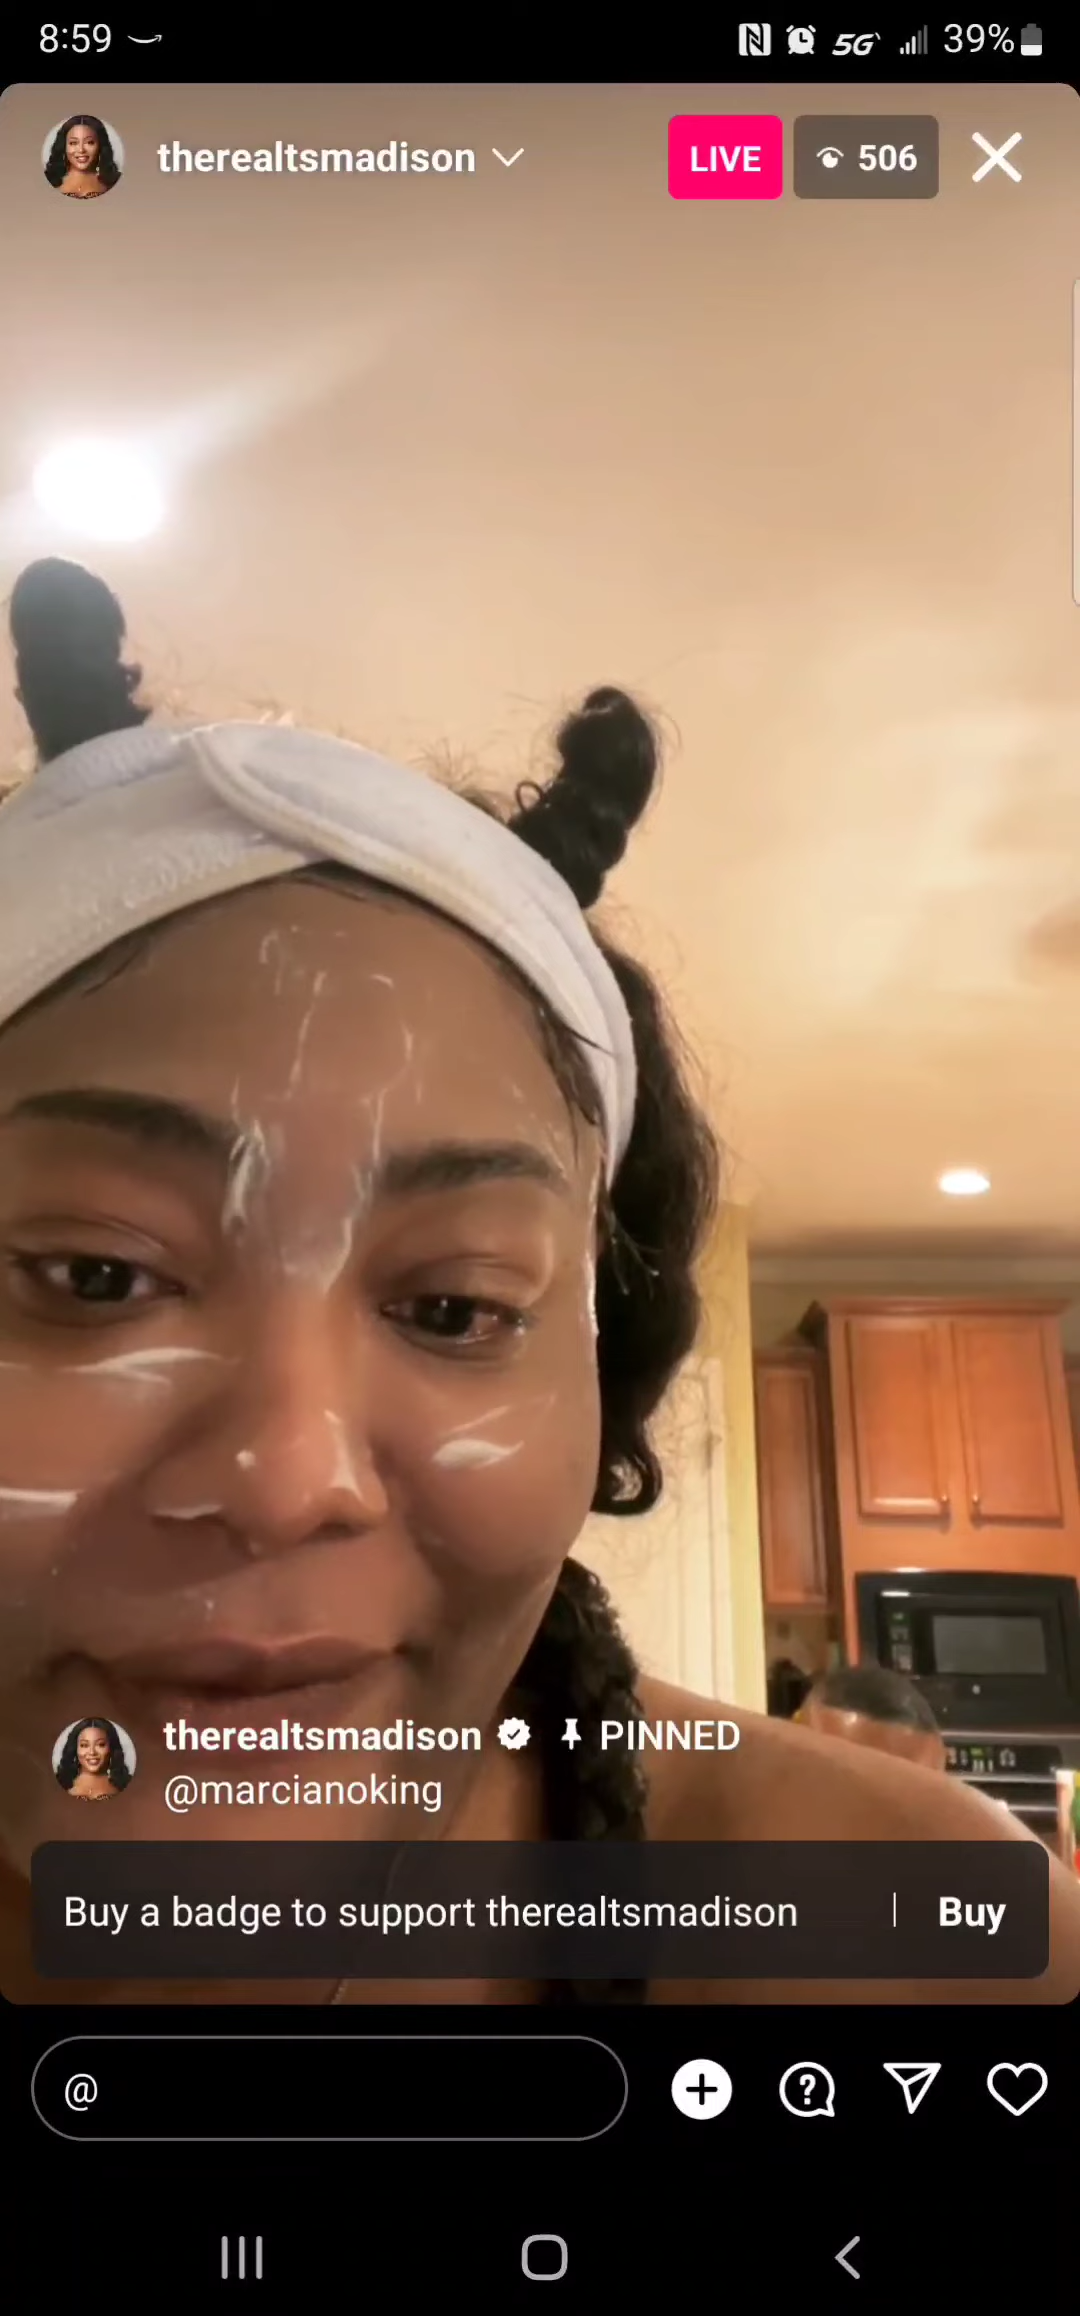 8:59
5G
39%
therealtsmadison
LIVE
506
therealtsmadison PINNED
@marcianoking
Buy a badge to support therealtsmadison | Buy
@